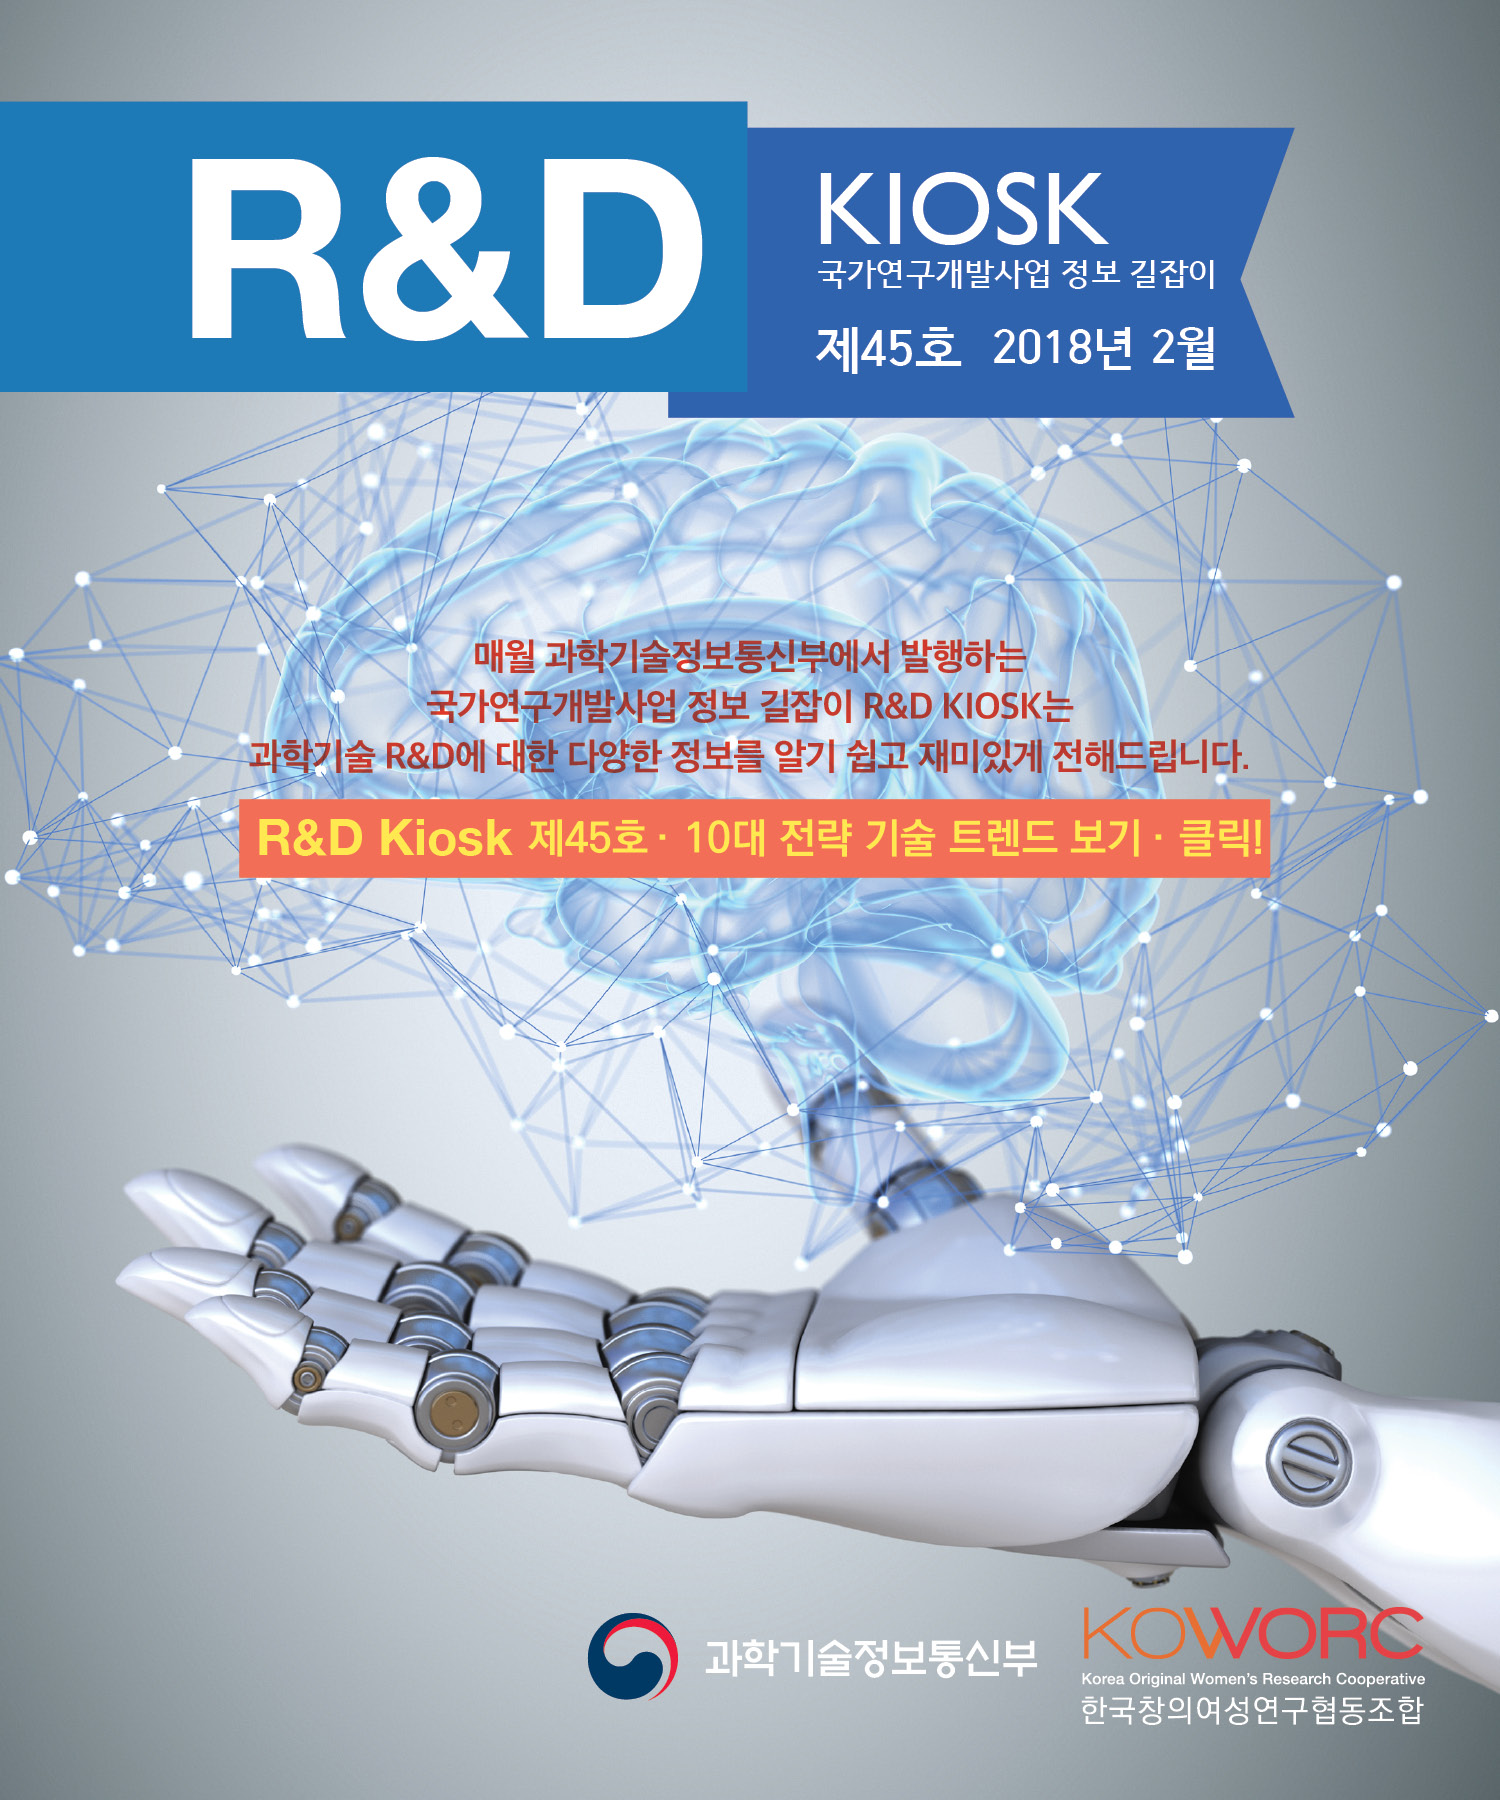 R&D
KIOSK
국가연구개발사업 정보 길잡이
제45호 2018년 2월
매월 과학기술정보통신부에서 발행하는
국가연구개발사업 정보 길잡이 R&D KIOSK는
과학기술 R&D에 대한 다양한 정보를 알기 쉽고 재미있게 전해드립니다.
R&D Kiosk 제45호 · 10대 전략 기술 트렌드 보기 · 클릭!
과학기술정보통신부
KOWORC
Korea Original Women's Research Cooperative
한국창의여성연구협동조합